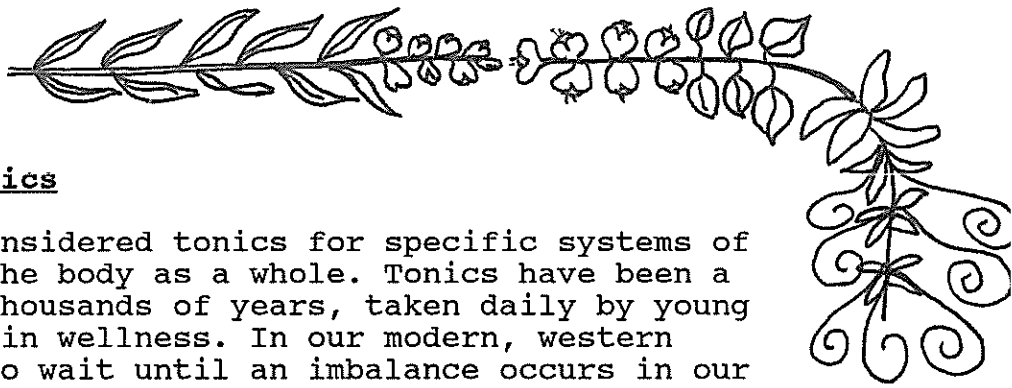 ics
nsidered tonics for specific systems of
he body as a whole. Tonics have been a
housands of years, taken daily by young
in wellness. In our modern, western
o wait until an imbalance occurs in our